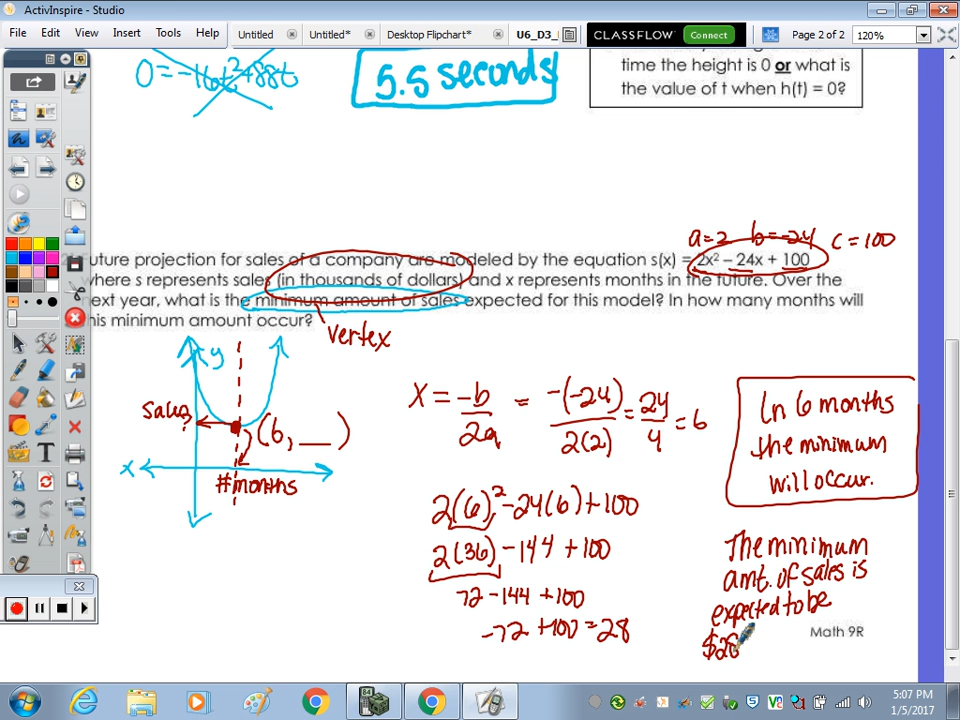 ActivInspire - Studio
File Edit View Insert Tools Help
Untitled Untitled* Desktop Flipchart* U6_D3_
CLASSFLOW Connect
Page 2 of 2 120%
0 = -16t² + 88t
5.5 seconds
time the height is 0 or what is
the value of t when h(t) = 0?
a=2 b=-24 c=100
uture projection for sales of a company are modeled by the equation s(x) = 2x² – 24x + 100
where s represents sales (in thousands of dollars) and x represents months in the future. Over the
next year, what is the minimum amount of sales expected for this model? In how many months will
his minimum amount occur?
vertex
y
sales
?
(6, __)
x
#months
X = -b/2a = -(-24)/2(2) = 24/4 = 6
2(6)² - 24(6) + 100
2(36) - 144 + 100
72 - 144 + 100
-72 + 100 = 28
In 6 months
the minimum
will occur.
The minimum
amt. of sales is
expected to be
$28
Math 9R
84
5:07 PM
1/5/2017